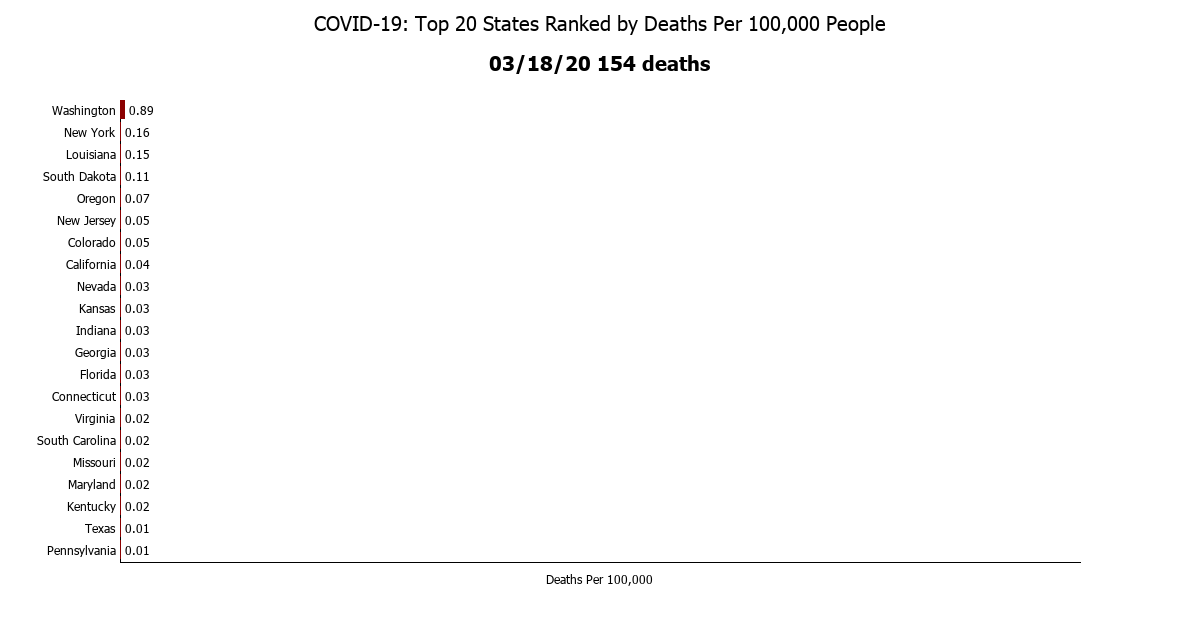 COVID-19: Top 20 States Ranked by Deaths Per 100,000 People
03/18/20 154 deaths
Washington 0.89
New York 0.16
Louisiana 0.15
South Dakota 0.11
Oregon 0.07
New Jersey 0.05
Colorado 0.05
California 0.04
Nevada 0.03
Kansas 0.03
Indiana 0.03
Georgia 0.03
Florida 0.03
Connecticut 0.03
Virginia 0.02
South Carolina 0.02
Missouri 0.02
Maryland 0.02
Kentucky 0.02
Texas 0.01
Pennsylvania 0.01
Deaths Per 100,000